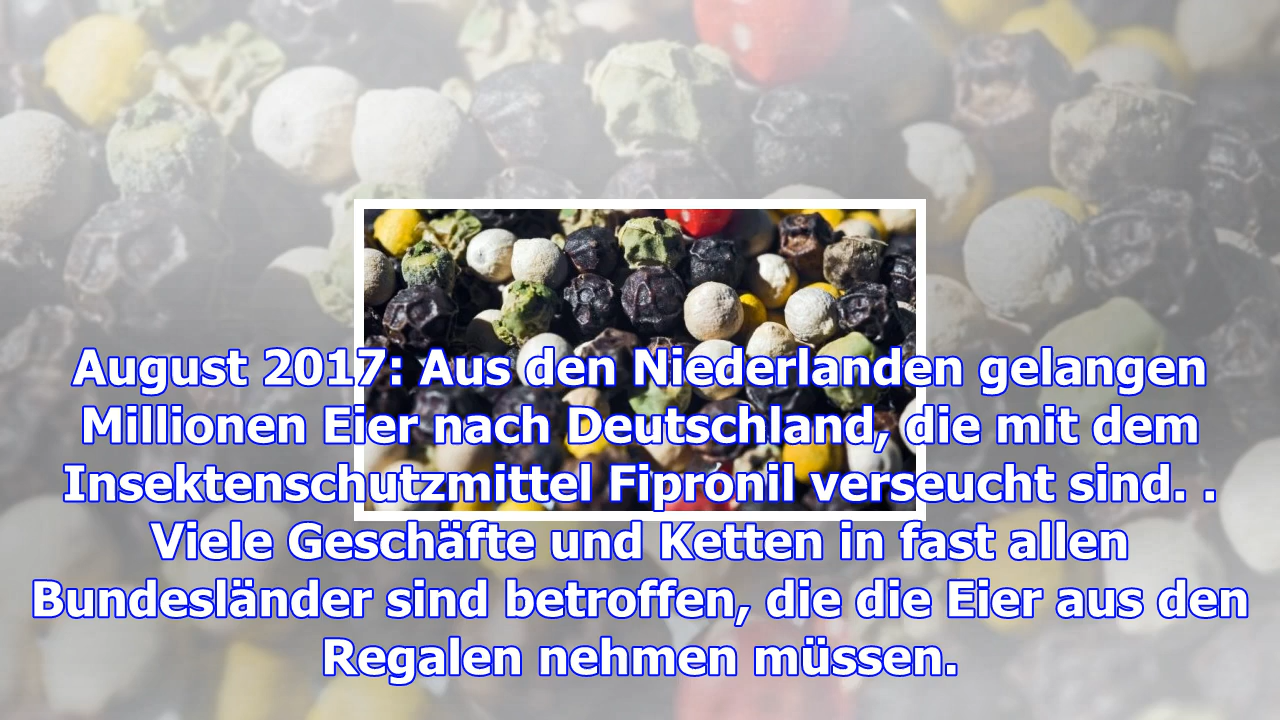 August 2017: Aus den Niederlanden gelangen
Millionen Eier nach Deutschland, die mit dem
Insektenschutzmittel Fipronil verseucht sind. .
Viele Geschäfte und Ketten in fast allen
Bundesländer sind betroffen, die die Eier aus den
Regalen nehmen müssen.